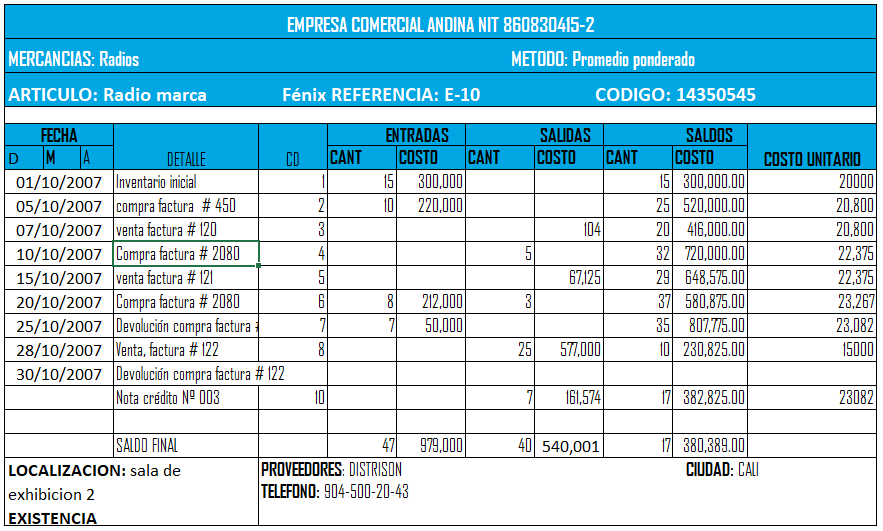 EMPRESA COMERCIAL ANDINA NIT 860830415-2
MERCANCIAS: Radios METODO: Promedio ponderado
ARTICULO: Radio marca Fénix REFERENCIA: E-10 CODIGO: 14350545
FECHA ENTRADAS SALIDAS SALDOS
D M A DETALLE CD CANT COSTO CANT COSTO CANT COSTO COSTO UNITARIO
01/10/2007 Inventario inicial 1 15 300,000 15 300,000.00 20000
05/10/2007 compra factura # 450 2 10 220,000 25 520,000.00 20,800
07/10/2007 venta factura # 120 3 104 20 416,000.00 20,800
10/10/2007 Compra factura # 2080 4 5 32 720,000.00 22,375
15/10/2007 venta factura # 121 5 67,125 29 648,575.00 22,375
20/10/2007 Compra factura # 2080 6 8 212,000 3 37 580,875.00 23,267
25/10/2007 Devolución compra factura # 7 7 50,000 35 807,775.00 23,082
28/10/2007 Venta, factura # 122 8 25 577,000 10 230,825.00 15000
30/10/2007 Devolución compra factura # 122
Nota crédito Nº 003 10 7 161,574 17 382,825.00 23082
SALDO FINAL 47 979,000 40 540,001 17 380,389.00
LOCALIZACION: sala de exhibicion 2 PROVEEDORES: DISTRISON CIUDAD: CALI
TELEFONO: 904-500-20-43
EXISTENCIA